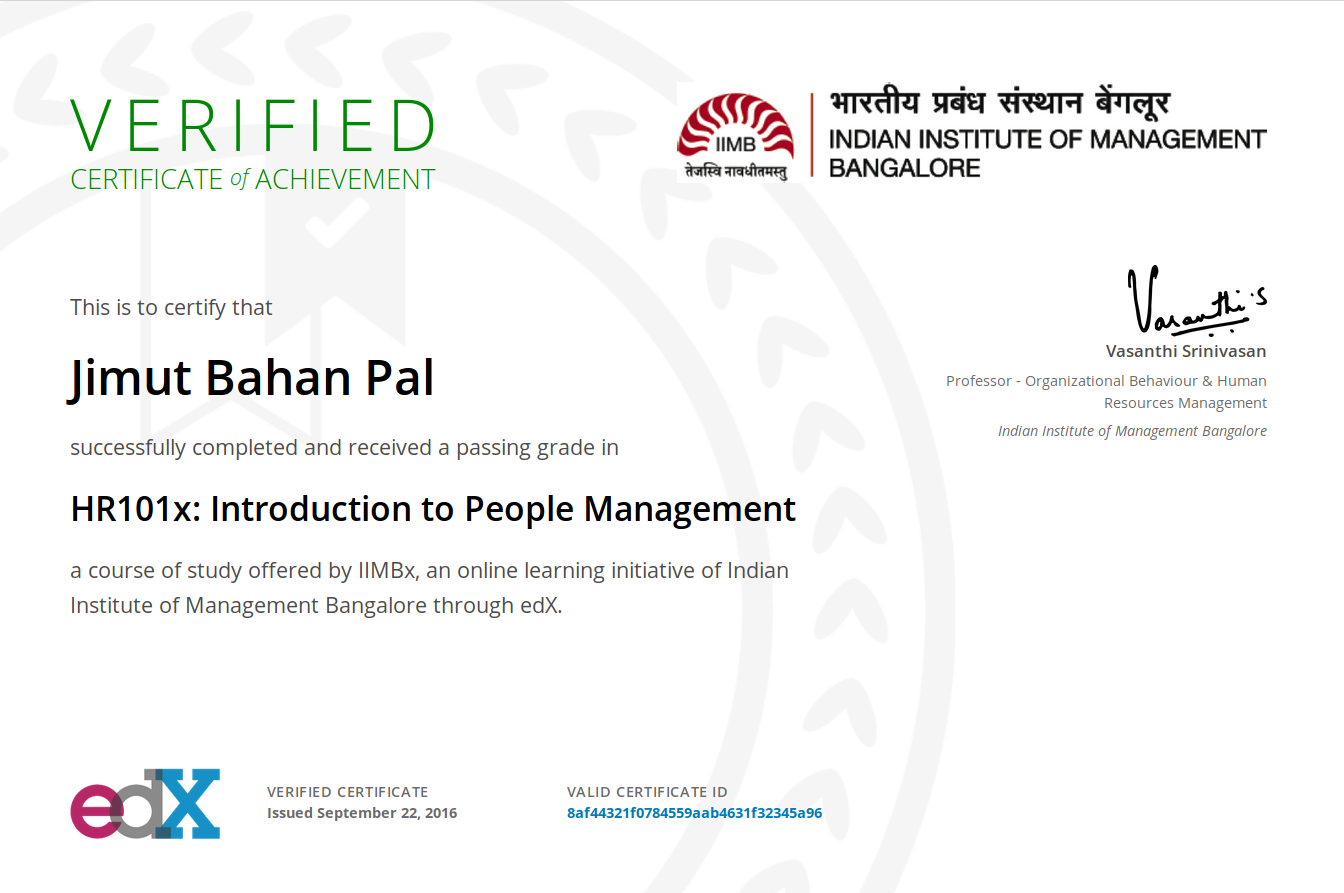 VERIFIED
CERTIFICATE of ACHIEVEMENT
IIMB
तेजस्वि नावधीतमस्तु
भारतीय प्रबंध संस्थान बेंगलूर
INDIAN INSTITUTE OF MANAGEMENT
BANGALORE
This is to certify that
Jimut Bahan Pal
successfully completed and received a passing grade in
HR101x: Introduction to People Management
a course of study offered by IIMBx, an online learning initiative of Indian
Institute of Management Bangalore through edX.
Vasanthi S
Vasanthi Srinivasan
Professor - Organizational Behaviour & Human
Resources Management
Indian Institute of Management Bangalore
edX
VERIFIED CERTIFICATE
Issued September 22, 2016
VALID CERTIFICATE ID
8af44321f0784559aab4631f32345a96